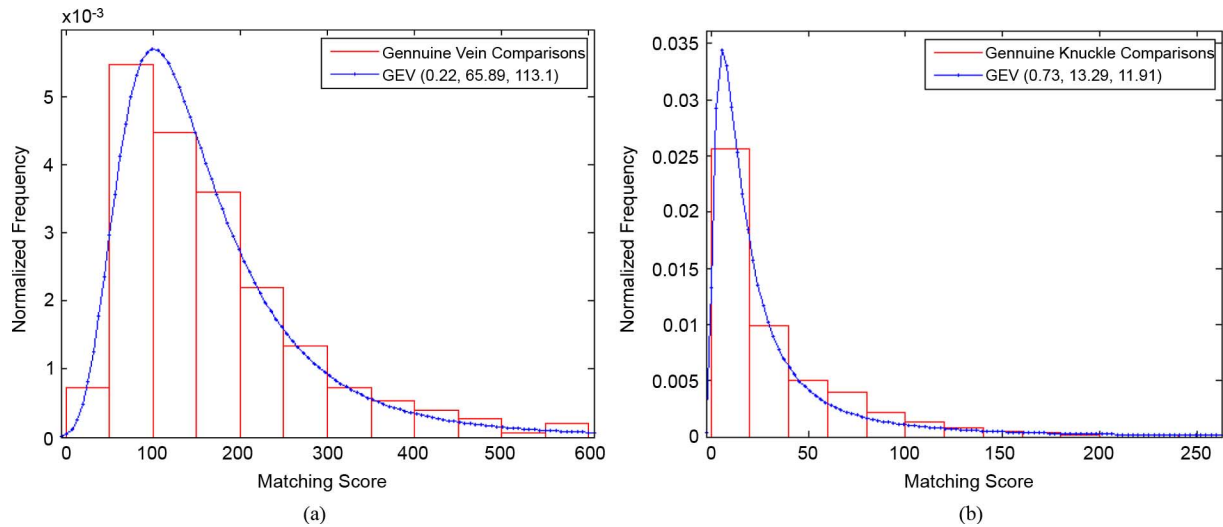 x10-3
Gennuine Vein Comparisons
GEV (0.22, 65.89, 113.1)
5
4
3
2
1
0
Normalized Frequency
0 100 200 300 400 500 600
Matching Score
(a)
Gennuine Knuckle Comparisons
GEV (0.73, 13.29, 11.91)
0.035
0.03
0.025
0.02
0.015
0.01
0.005
0
Normalized Frequency
0 50 100 150 200 250
Matching Score
(b)